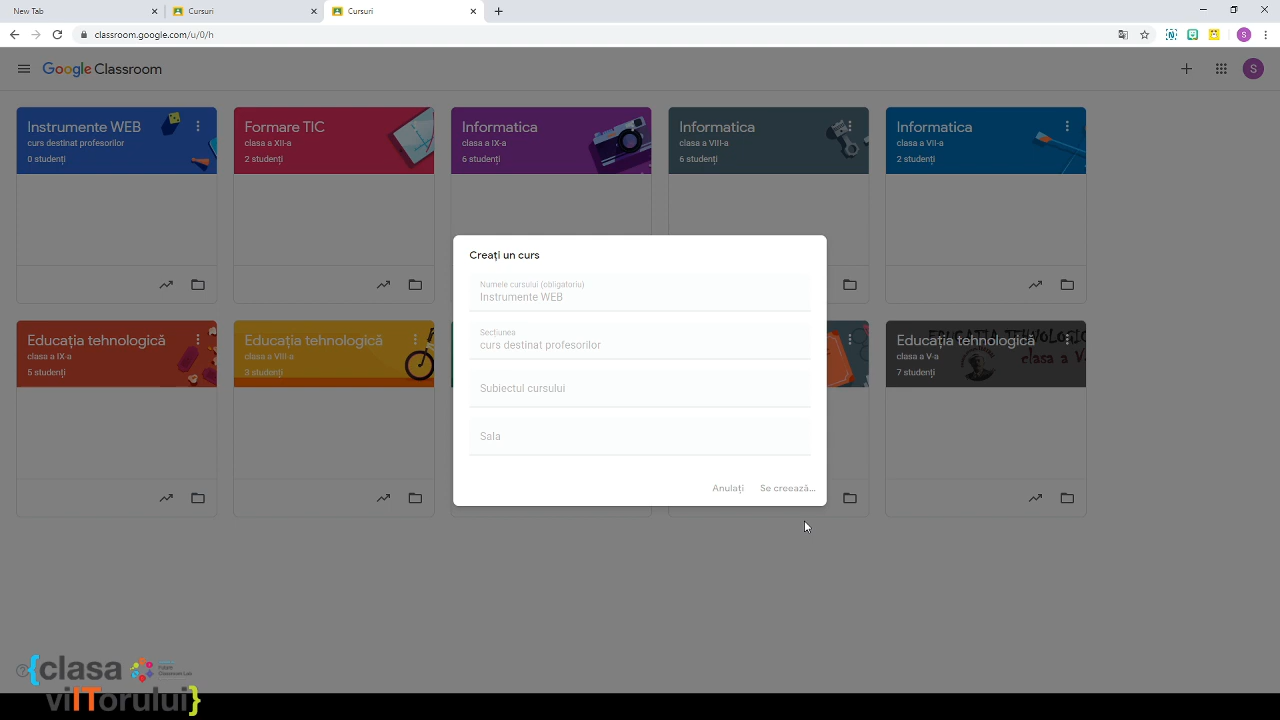 New Tab
Cursuri
Cursuri
classroom.google.com/u/0/h
S
Google Classroom
S
Instrumente WEB
curs destinat profesorilor
0 studenți
Formare TIC
clasa a XII-a
2 studenți
Informatica
clasa a IX-a
6 studenți
Informatica
clasa a VIII-a
6 studenți
Informatica
clasa a VII-a
2 studenți
Creați un curs
Numele cursului (obligatoriu)
Instrumente WEB
Secțiunea
curs destinat profesorilor
Subiectul cursului
Sala
Anulați
Se creează...
Educația tehnologică
clasa a IX-a
5 studenți
Educația tehnologică
clasa a VIII-a
3 studenți
Educația tehnologică
clasa a V-a
7 studenți
EDUCAȚIA TEHNOLOGIC
clasa a V-
{clasa
viITorului}